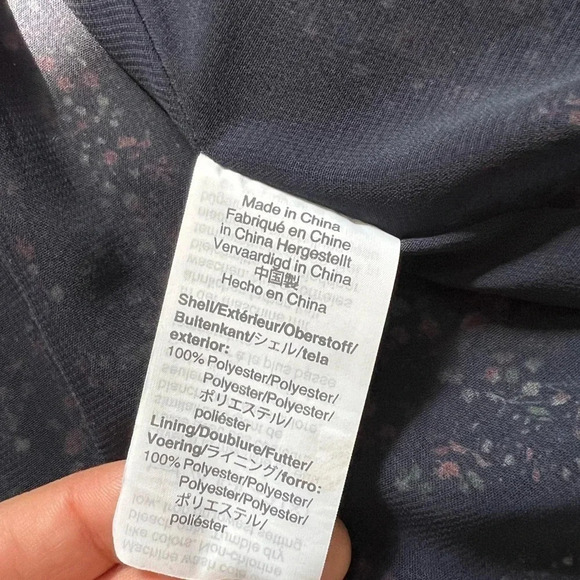 Made in China
Fabriqué en Chine
in China Hergestellt
Vervaardigd in China
中国製
Hecho en China
Shell/Extérieur/Oberstoff/
Bultenkant/シェル/tela
exterior:
100% Polyester/Polyester/
Polyester/Polyester/
ポリエステル/
poliéster
Lining/Doublure/Futter/
Voering/ライニング/forro:
100% Polyester/Polyester/
Polyester/Polyester/
ポリエステル/
poliéster